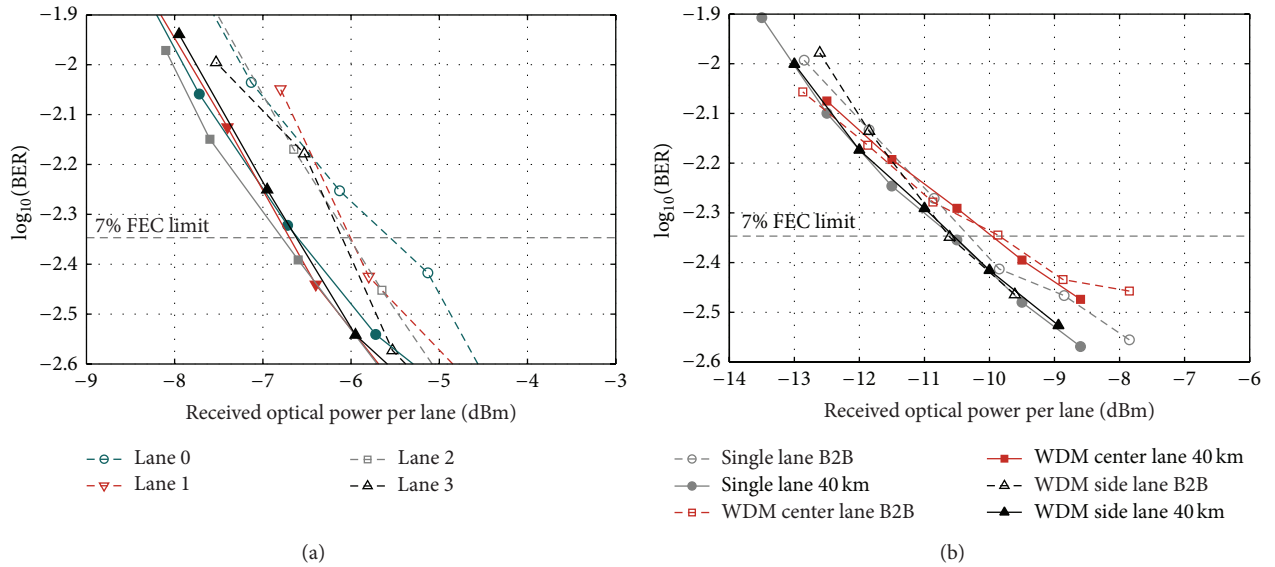 log10(BER)
−1.9
−2
−2.1
−2.2
−2.3
−2.4
−2.5
−2.6
7% FEC limit
−9 −8 −7 −6 −5 −4 −3
Received optical power per lane (dBm)
Lane 0
Lane 1
Lane 2
Lane 3
(a)
log10(BER)
−1.9
−2
−2.1
−2.2
−2.3
−2.4
−2.5
−2.6
7% FEC limit
−14 −13 −12 −11 −10 −9 −8 −7 −6
Received optical power per lane (dBm)
Single lane B2B
Single lane 40 km
WDM center lane B2B
WDM center lane 40 km
WDM side lane B2B
WDM side lane 40 km
(b)